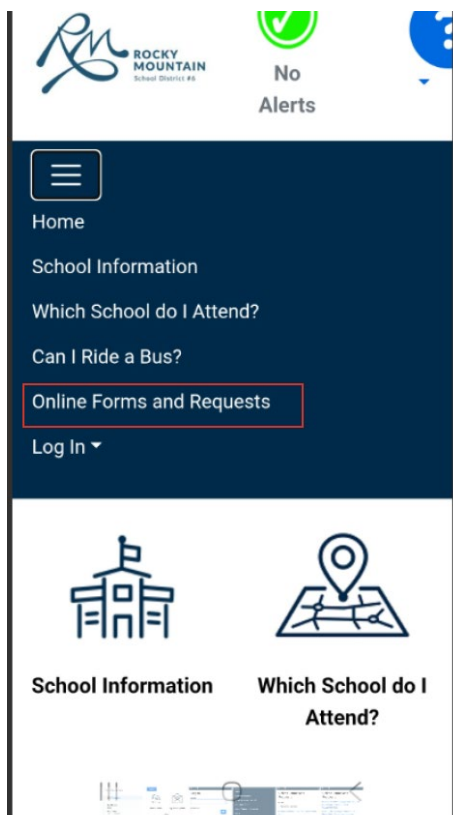 ROCKY
MOUNTAIN
School District #6
No
Alerts
?
Home
School Information
Which School do I Attend?
Can I Ride a Bus?
Online Forms and Requests
Log In
School Information
Which School do I
Attend?